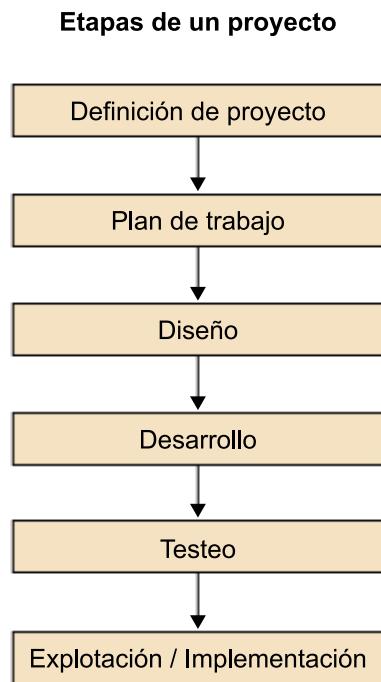 Etapas de un proyecto
Definición de proyecto
Plan de trabajo
Diseño
Desarrollo
Testeo
Explotación / Implementación